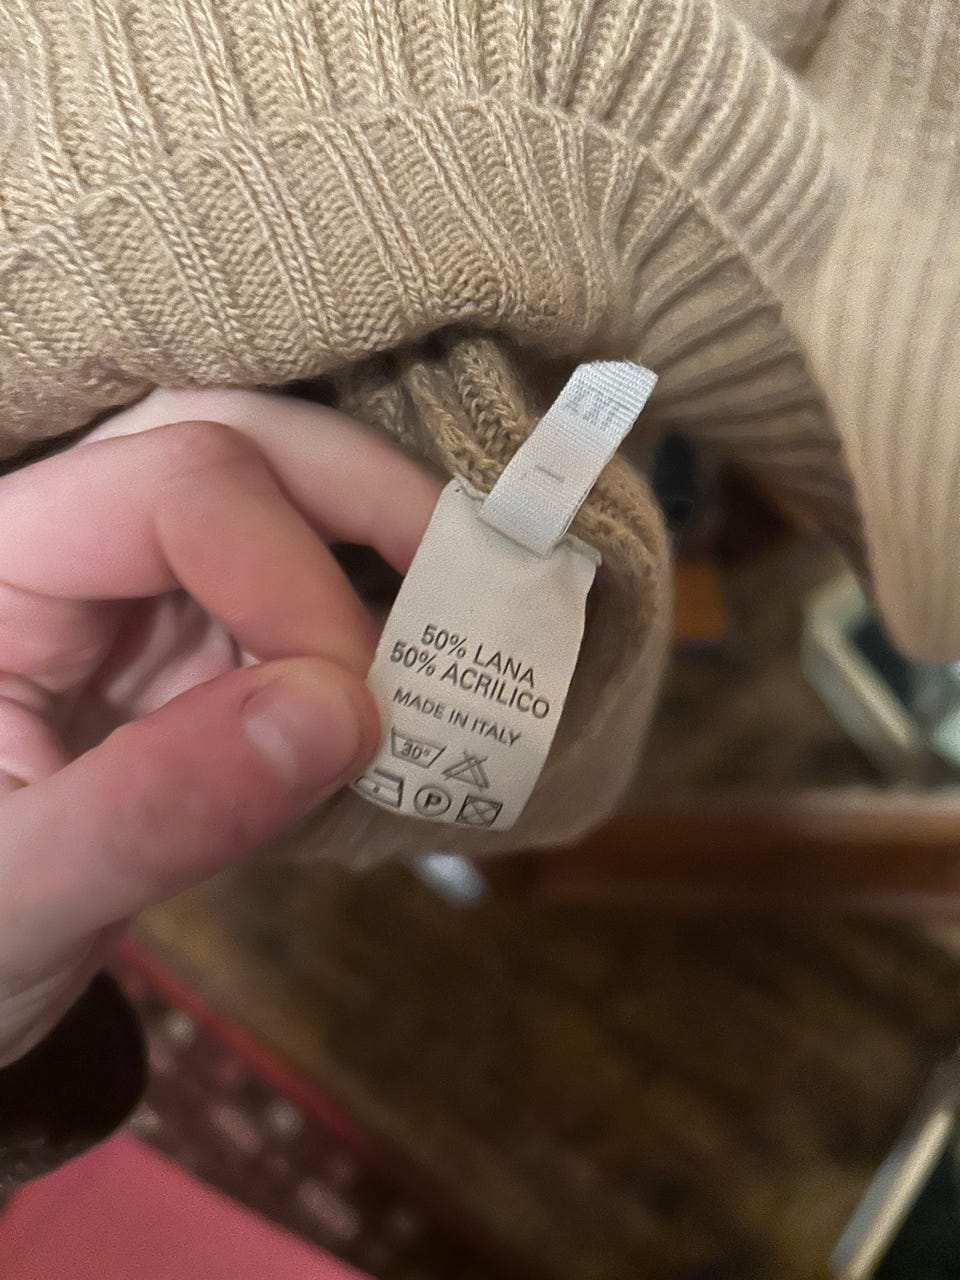 50% LANA
50% ACRILICO
MADE IN ITALY
30°
P